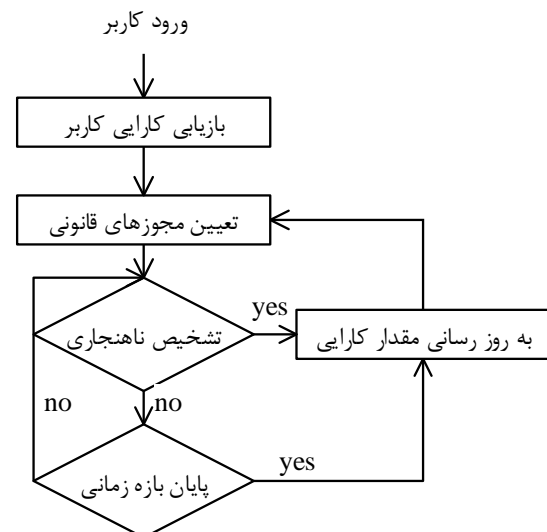 ورود کاربر
بازیابی کارایی کاربر
تعیین مجوزهای قانونی
yes
تشخیص ناهنجاری
به روز رسانی مقدار کارایی
no
no
yes
پایان بازه زمانی